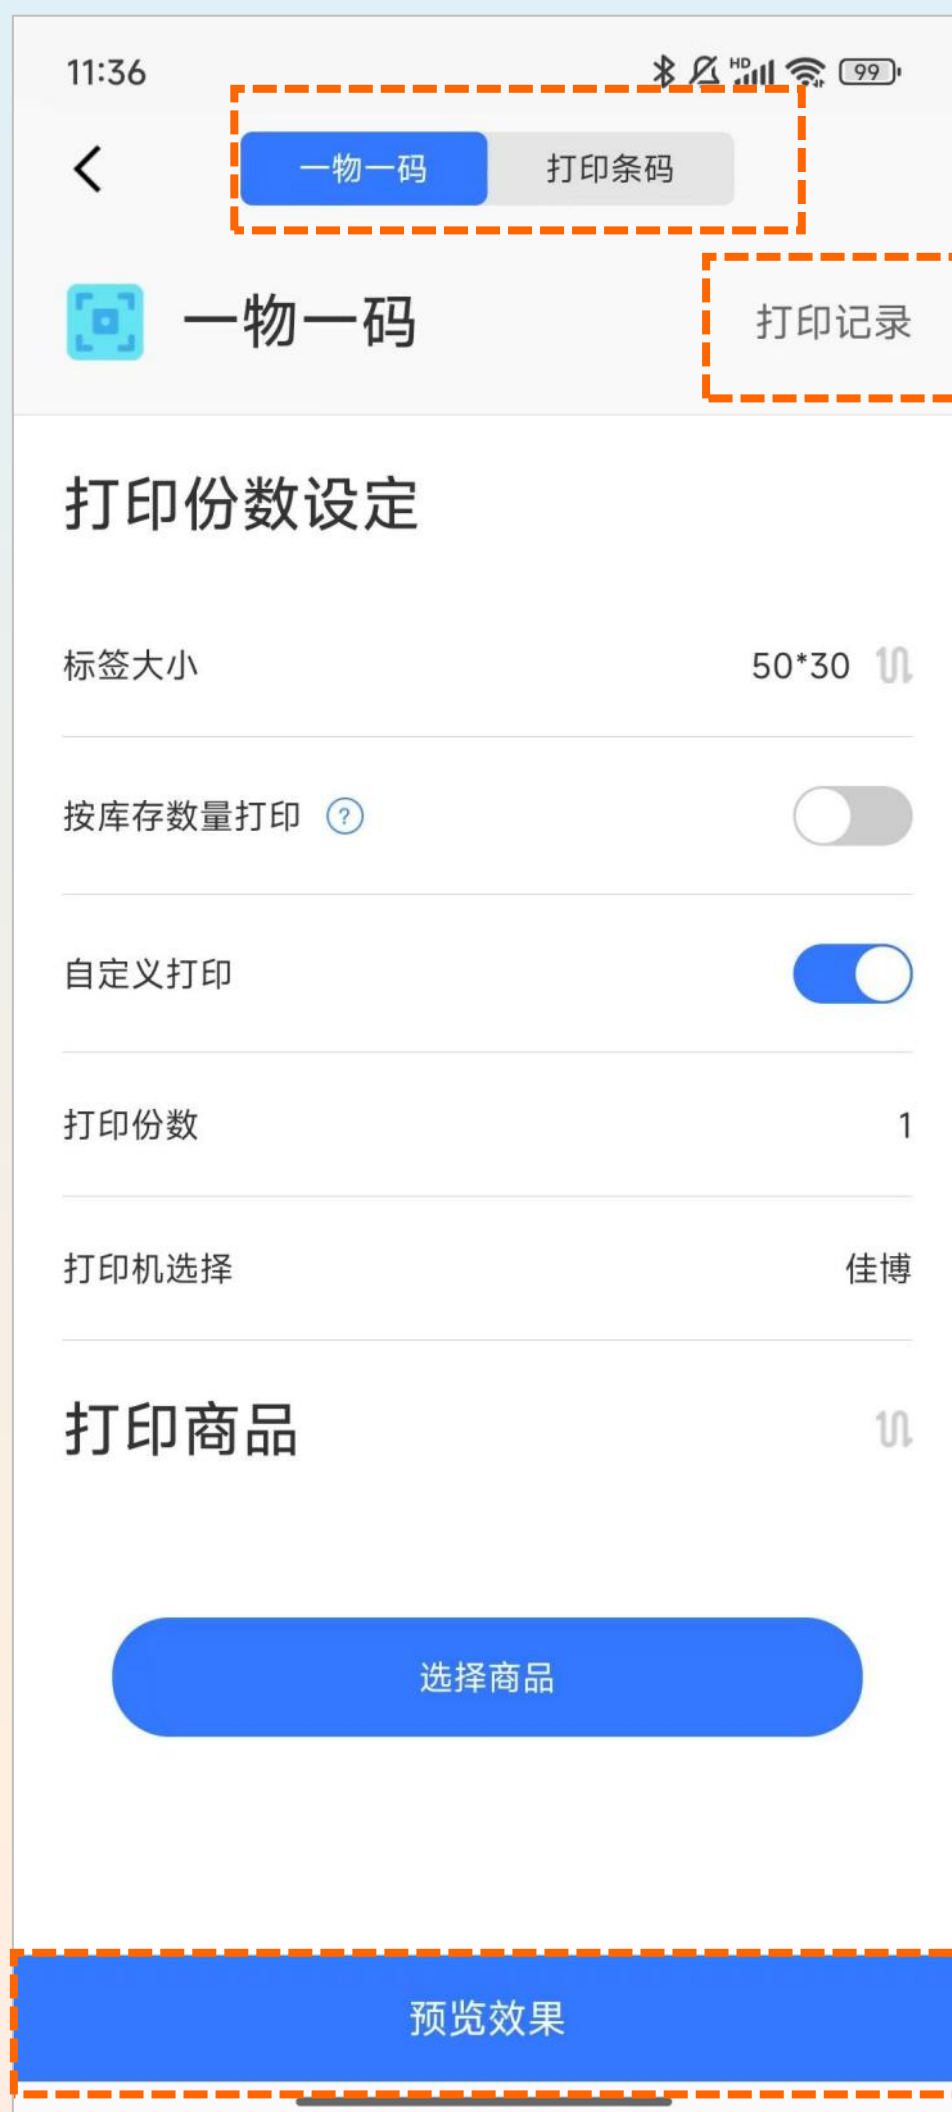 11:36
HD
99
一物一码
打印条码
一物一码
打印记录
打印份数设定
标签大小
50*30
按库存数量打印 ?
自定义打印
打印份数
1
打印机选择
佳博
打印商品
选择商品
预览效果